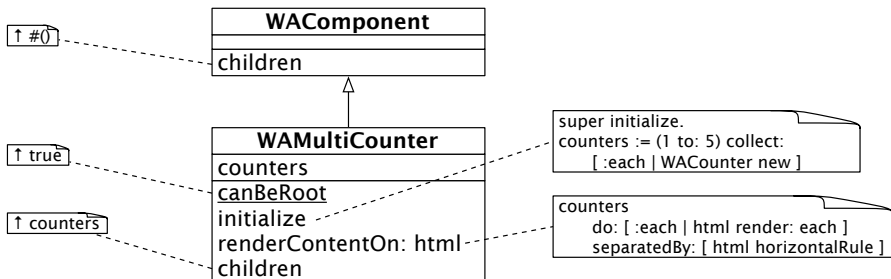 WAComponent
↑ #()
children
WAMultiCounter
counters
↑ true
canBeRoot
initialize
↑ counters
renderContentOn: html
children
super initialize.
counters := (1 to: 5) collect:
[ :each | WACounter new ]
counters
do: [ :each | html render: each ]
separatedBy: [ html horizontalRule ]